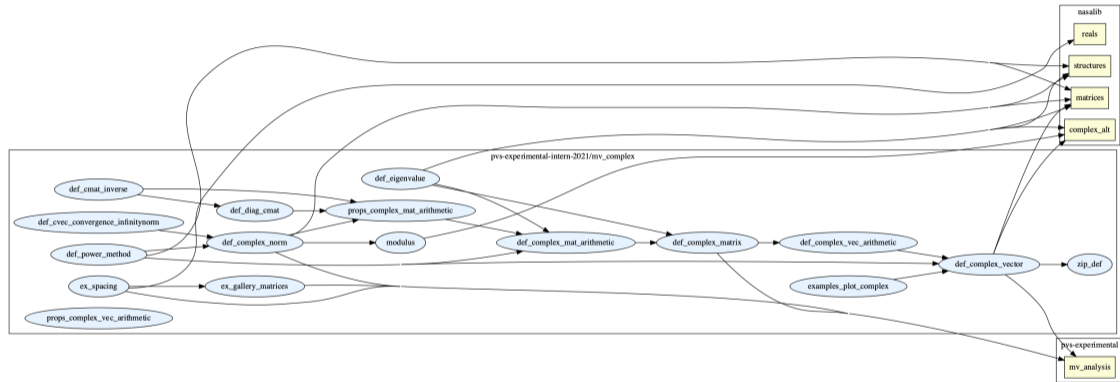 nasalib
reals
structures
matrices
complex_alt
pvs-experimental-intern-2021/mv_complex
def_cmat_inverse
def_eigenvalue
def_diag_cmat
props_complex_mat_arithmetic
def_cvec_convergence_infinitynorm
def_complex_norm
modulus
def_complex_mat_arithmetic
def_complex_matrix
def_complex_vec_arithmetic
def_power_method
def_complex_vector
zip_def
ex_spacing
ex_gallery_matrices
examples_plot_complex
props_complex_vec_arithmetic
pvs-experimental
mv_analysis